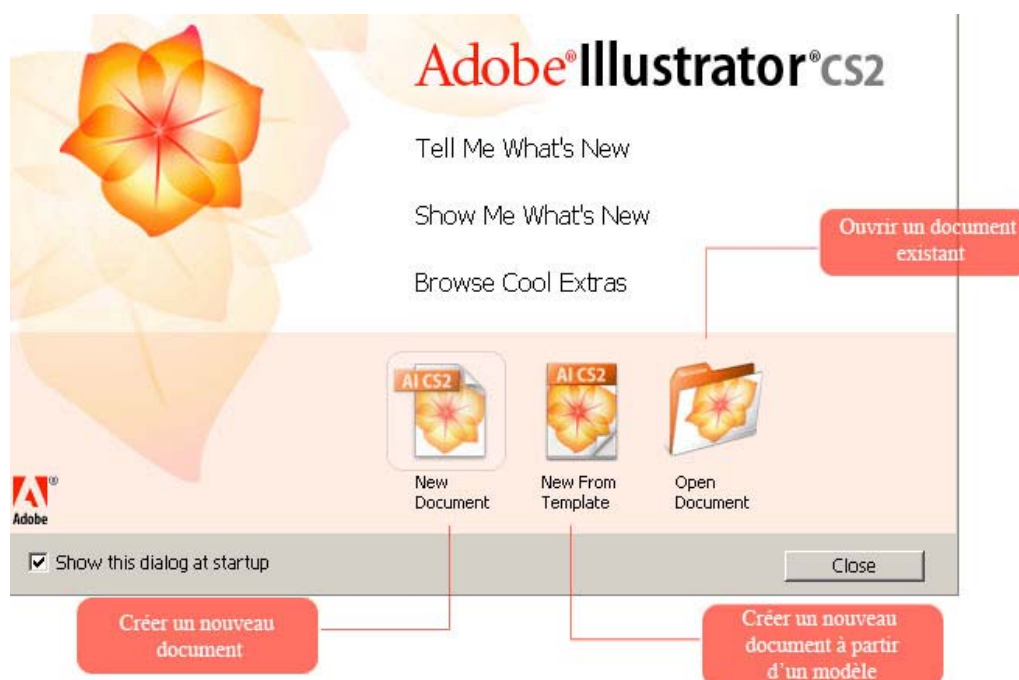 Adobe® Illustrator® CS2
Tell Me What's New
Show Me What's New
Ouvrir un document
existant
Browse Cool Extras
AI CS2
AI CS2
New
Document
New From
Template
Open
Document
Adobe®
Show this dialog at startup
Close
Créer un nouveau
document
Créer un nouveau
document à partir
d'un modèle